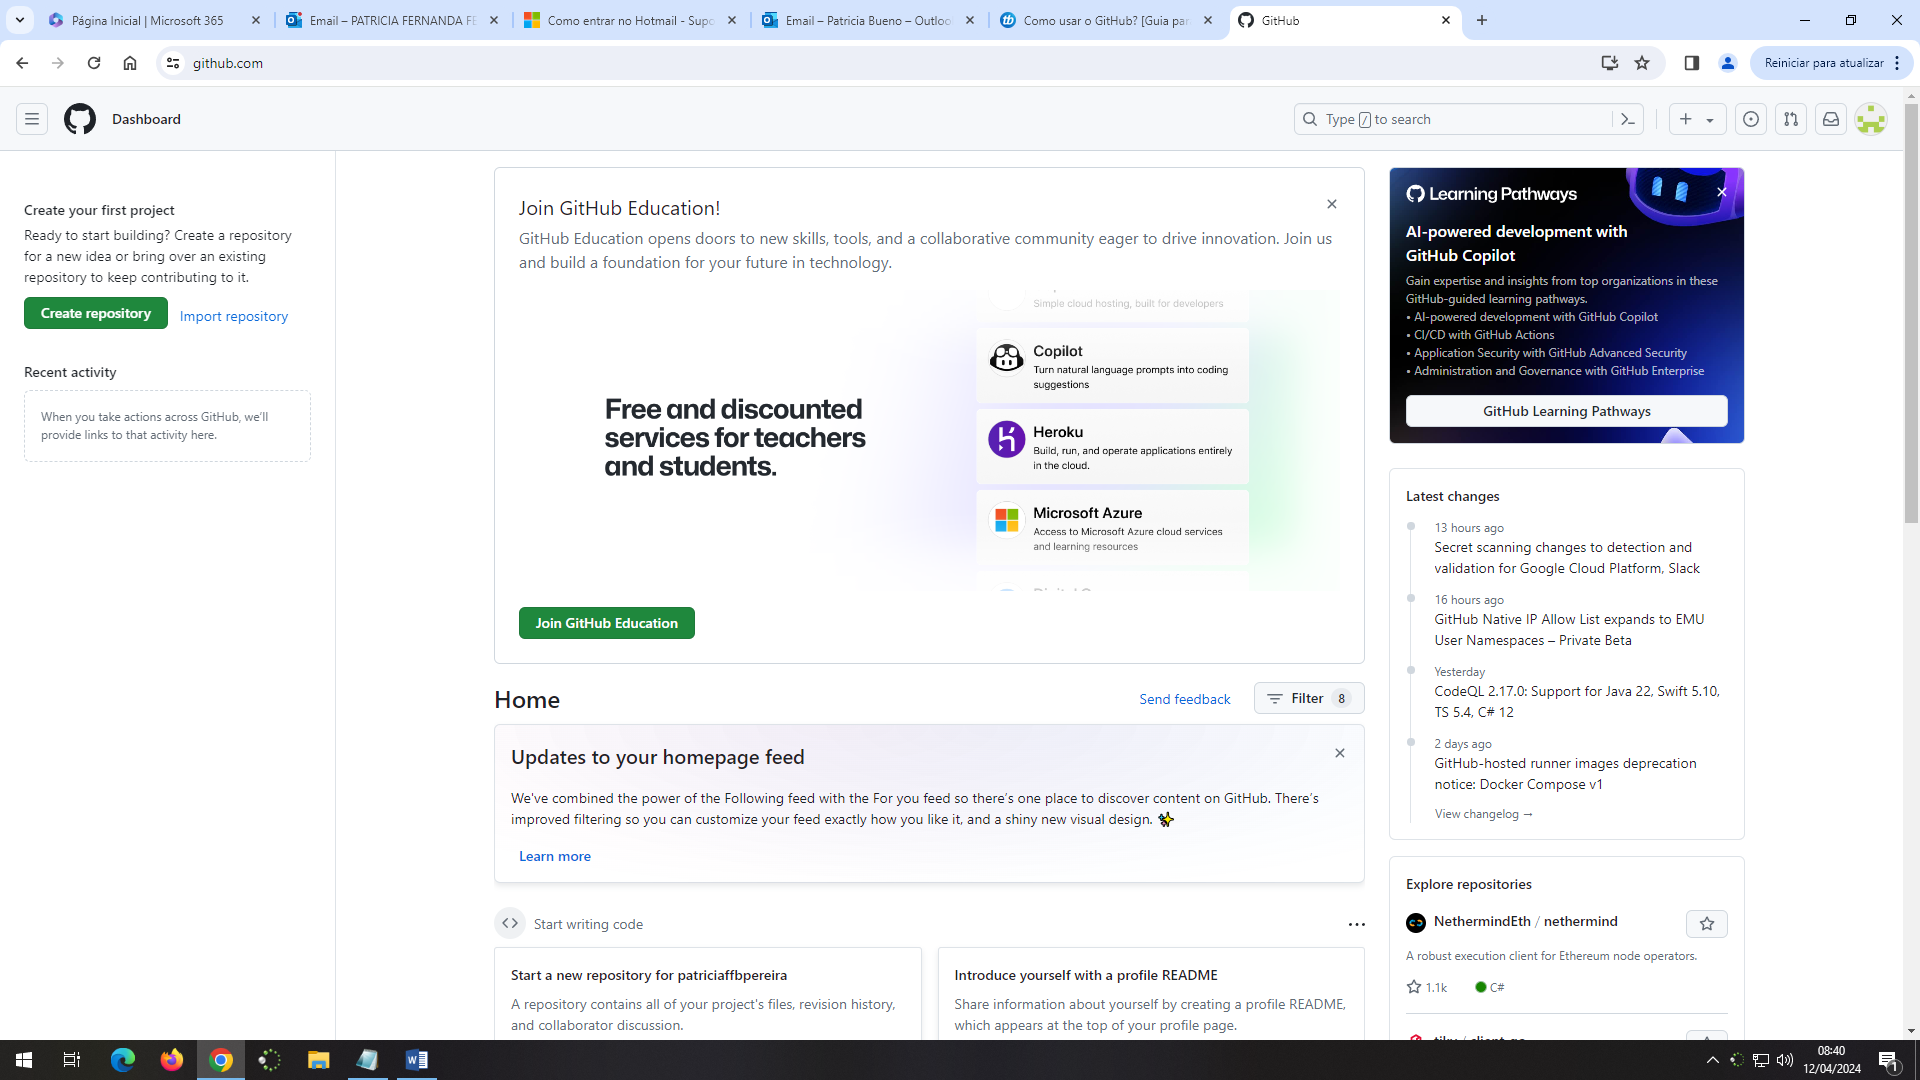 Página Inicial | Microsoft 365
Email – PATRICIA FERNANDA FE
Como entrar no Hotmail - Supo
Email – Patricia Bueno – Outloo
Como usar o GitHub? [Guia par
GitHub
github.com
Reiniciar para atualizar
Dashboard
Type / to search
Create your first project
Ready to start building? Create a repository
for a new idea or bring over an existing
repository to keep contributing to it.
Create repository
Import repository
Recent activity
When you take actions across GitHub, we'll
provide links to that activity here.
Join GitHub Education!
GitHub Education opens doors to new skills, tools, and a collaborative community eager to drive innovation. Join us
and build a foundation for your future in technology.
Free and discounted
services for teachers
and students.
Simple cloud hosting, built for developers
Copilot
Turn natural language prompts into coding
suggestions
Heroku
Build, run, and operate applications entirely
in the cloud.
Microsoft Azure
Access to Microsoft Azure cloud services
and learning resources
Join GitHub Education
Home
Send feedback
Filter 8
Updates to your homepage feed
We've combined the power of the Following feed with the For you feed so there's one place to discover content on GitHub. There's
improved filtering so you can customize your feed exactly how you like it, and a shiny new visual design. ✨
Learn more
Start writing code
Start a new repository for patriciaffbpereira
A repository contains all of your project's files, revision history,
and collaborator discussion.
Introduce yourself with a profile README
Share information about yourself by creating a profile README,
which appears at the top of your profile page.
Learning Pathways
AI-powered development with
GitHub Copilot
Gain expertise and insights from top organizations in these
GitHub-guided learning pathways.
• AI-powered development with GitHub Copilot
• CI/CD with GitHub Actions
• Application Security with GitHub Advanced Security
• Administration and Governance with GitHub Enterprise
GitHub Learning Pathways
Latest changes
13 hours ago
Secret scanning changes to detection and
validation for Google Cloud Platform, Slack
16 hours ago
GitHub Native IP Allow List expands to EMU
User Namespaces – Private Beta
Yesterday
CodeQL 2.17.0: Support for Java 22, Swift 5.10,
TS 5.4, C# 12
2 days ago
GitHub-hosted runner images deprecation
notice: Docker Compose v1
View changelog →
Explore repositories
NethermindEth / nethermind
A robust execution client for Ethereum node operators.
1.1k
C#
tikv / client-go
08:40
12/04/2024
1